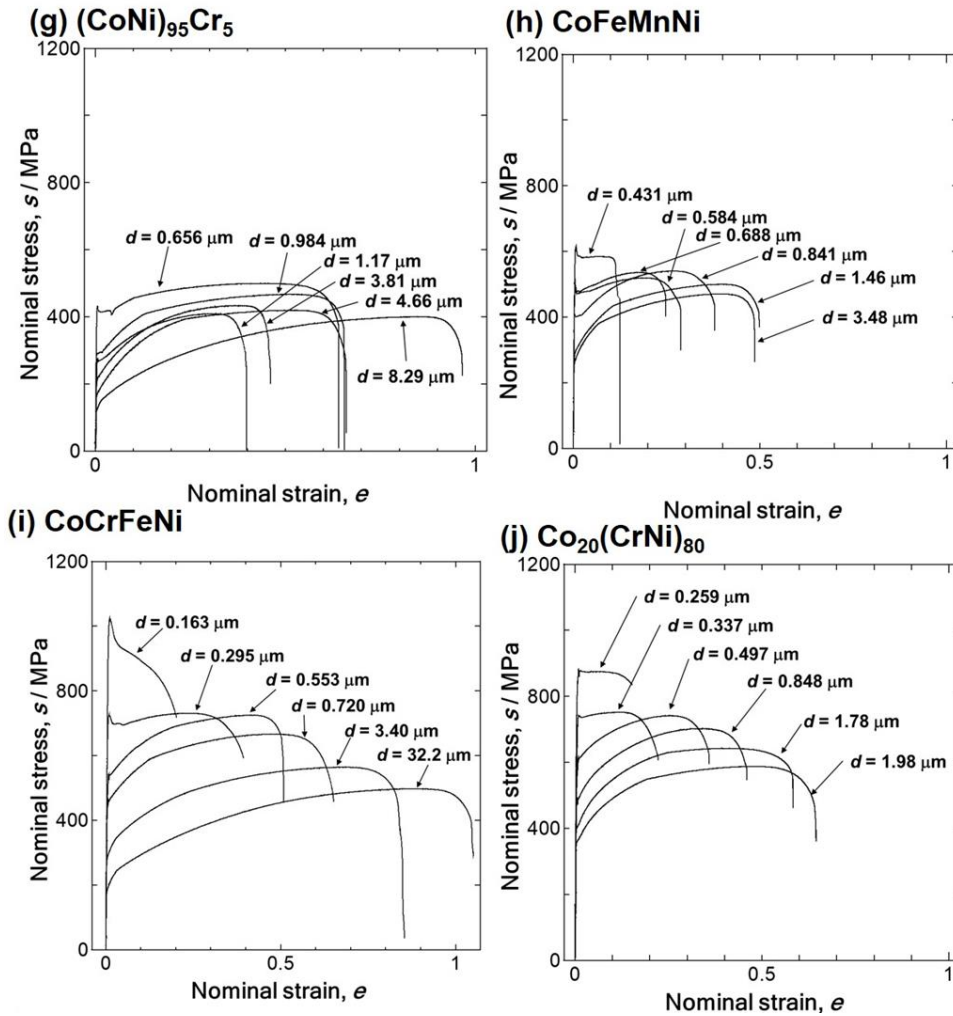 (g) (CoNi)₉₅Cr₅
1200
800
400
0
Nominal stress, s / MPa
d = 0.656 μm
d = 0.984 μm
d = 1.17 μm
d = 3.81 μm
d = 4.66 μm
d = 8.29 μm
0
1
Nominal strain, e
(h) CoFeMnNi
1200
800
400
0
Nominal stress, s / MPa
d = 0.431 μm
d = 0.584 μm
d = 0.688 μm
d = 0.841 μm
d = 1.46 μm
d = 3.48 μm
0
0.5
1
Nominal strain, e
(i) CoCrFeNi
1200
800
400
0
Nominal stress, s / MPa
d = 0.163 μm
d = 0.295 μm
d = 0.553 μm
d = 0.720 μm
d = 3.40 μm
d = 32.2 μm
0
0.5
1
Nominal strain, e
(j) Co₂₀(CrNi)₈₀
1200
800
400
0
Nominal stress, s / MPa
d = 0.259 μm
d = 0.337 μm
d = 0.497 μm
d = 0.848 μm
d = 1.78 μm
d = 1.98 μm
0
0.5
1
Nominal strain, e